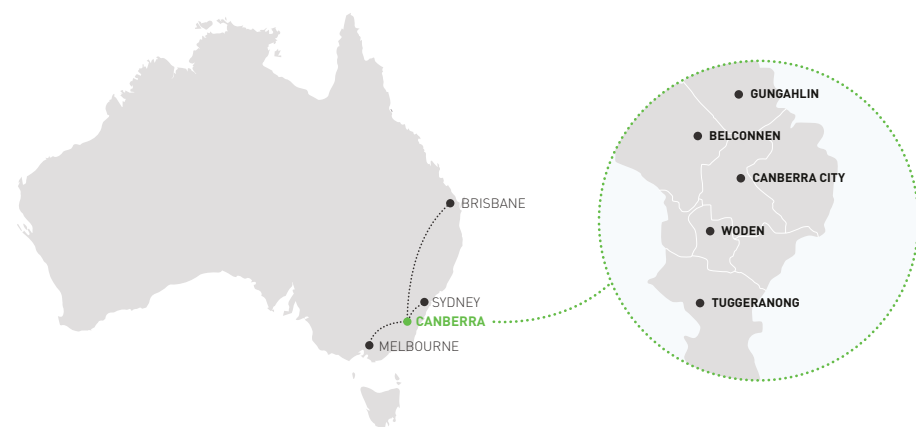 BRISBANE
SYDNEY
CANBERRA
MELBOURNE
GUNGAHLIN
BELCONNEN
CANBERRA CITY
WODEN
TUGGERANONG